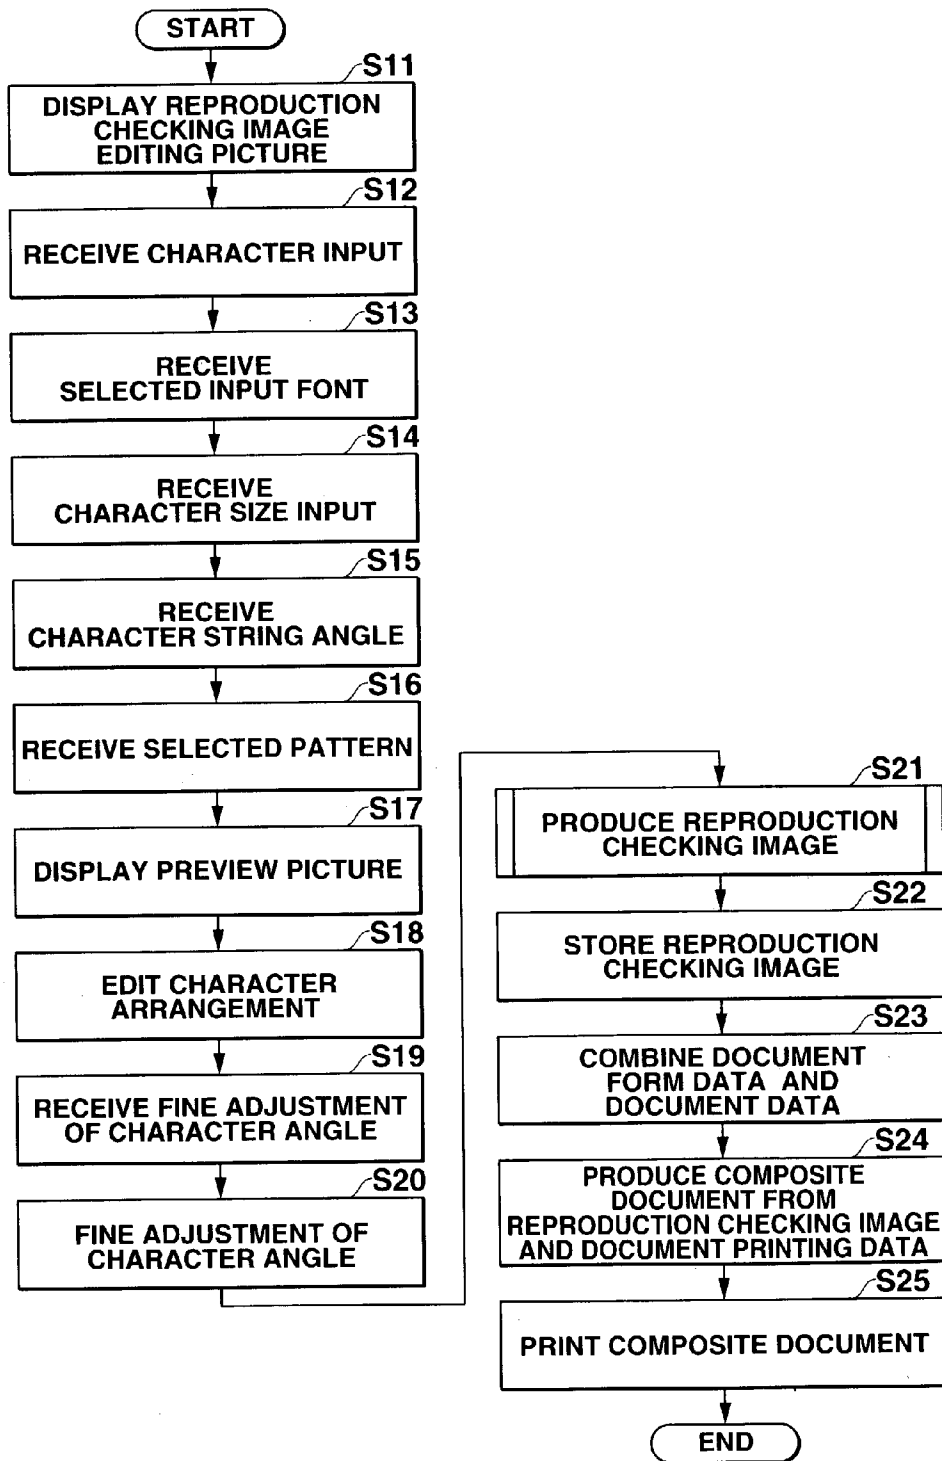 START
S11
DISPLAY REPRODUCTION
CHECKING IMAGE
EDITING PICTURE
S12
RECEIVE CHARACTER INPUT
S13
RECEIVE
SELECTED INPUT FONT
S14
RECEIVE
CHARACTER SIZE INPUT
S15
RECEIVE
CHARACTER STRING ANGLE
S16
RECEIVE SELECTED PATTERN
S17
DISPLAY PREVIEW PICTURE
S18
EDIT CHARACTER
ARRANGEMENT
S19
RECEIVE FINE ADJUSTMENT
OF CHARACTER ANGLE
S20
FINE ADJUSTMENT OF
CHARACTER ANGLE
S21
PRODUCE REPRODUCTION
CHECKING IMAGE
S22
STORE REPRODUCTION
CHECKING IMAGE
S23
COMBINE DOCUMENT
FORM DATA AND
DOCUMENT DATA
S24
PRODUCE COMPOSITE
DOCUMENT FROM
REPRODUCTION CHECKING IMAGE
AND DOCUMENT PRINTING DATA
S25
PRINT COMPOSITE DOCUMENT
END